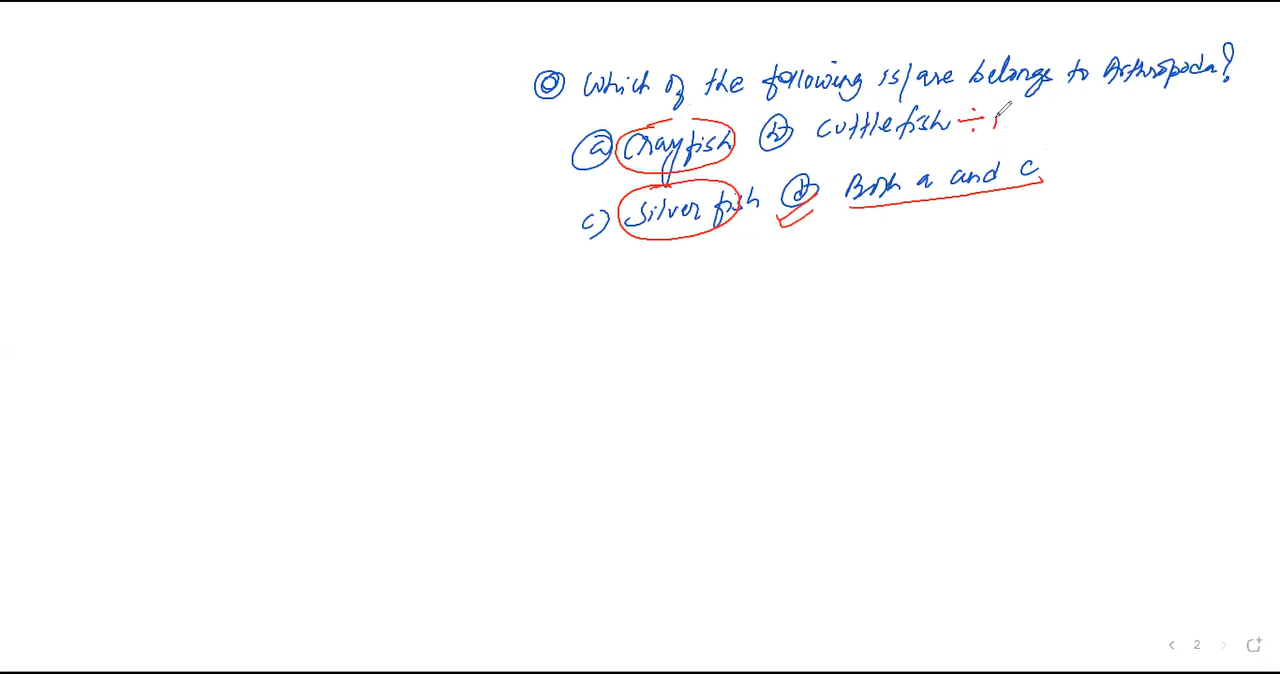 Q Which of the following is/are belongs to Arthropoda?
a Crayfish b Cuttlefish ÷
c) Silver fish d Both a and c
2